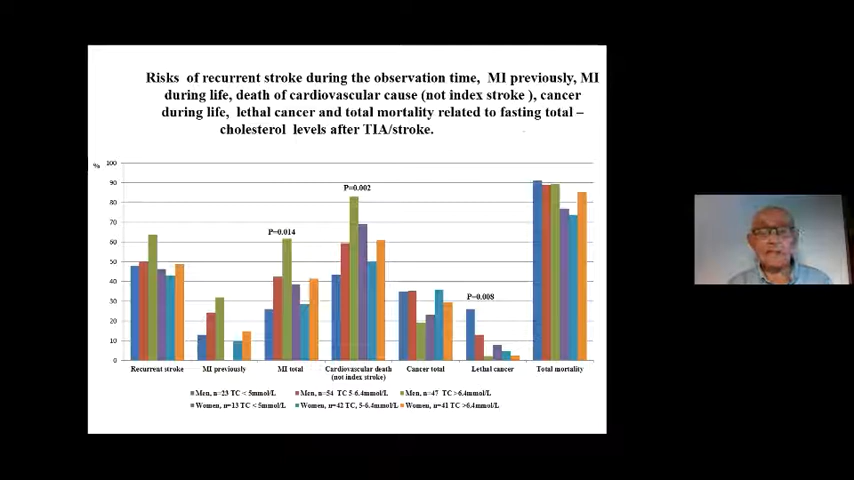 Risks of recurrent stroke during the observation time, MI previously, MI
during life, death of cardiovascular cause (not index stroke ), cancer
during life, lethal cancer and total mortality related to fasting total –
cholesterol levels after TIA/stroke.
%
100
90
80
70
60
50
40
30
20
10
0
P=0.014
P=0.002
P=0.008
Recurrent stroke
MI previously
MI total
Cardiovascular death
(not index stroke)
Cancer total
Lethal cancer
Total mortality
Men, n=23 TC < 5mmol/L
Men, n=54 TC 5-6.4mmol/L
Men, n=47 TC >6.4mmol/L
Women, n=13 TC < 5mmol/L
Women, n=42 TC, 5-6.4mmol/L
Women, n=41 TC >6.4mmol/L